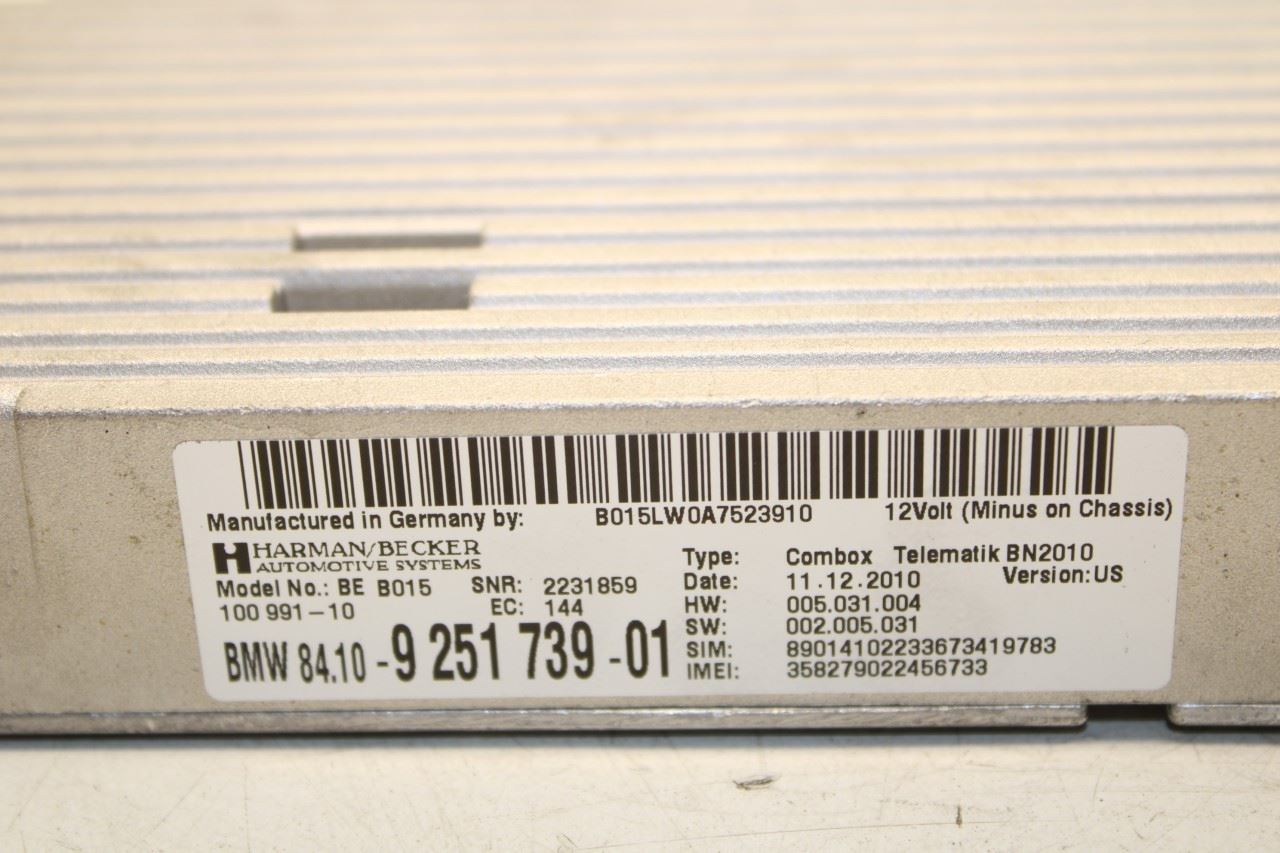 Manufactured in Germany by: B015LW0A7523910 12Volt (Minus on Chassis)
HARMAN/BECKER
AUTOMOTIVE SYSTEMS
Model No.: BE B015 SNR: 2231859
100 991-10 EC: 144
BMW 84.10 -9 251 739 -01
Type: Combox Telematik BN2010
Date: 11.12.2010 Version:US
HW: 005.031.004
SW: 002.005.031
SIM: 89014102233673419783
IMEI: 358279022456733